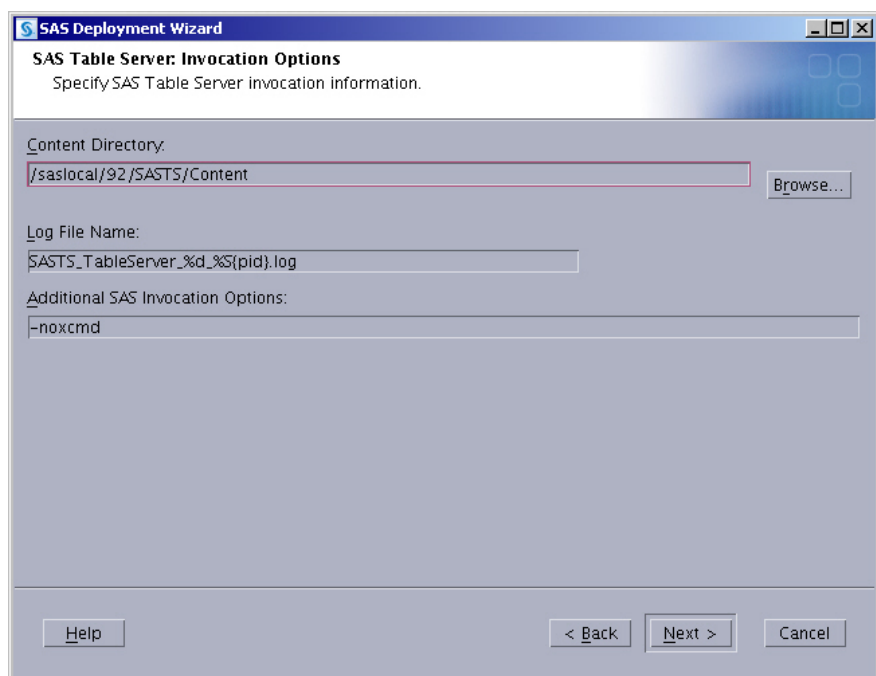 SAS Deployment Wizard
SAS Table Server: Invocation Options
Specify SAS Table Server invocation information.
Content Directory:
/saslocal/92/SASTS/Content
Browse...
Log File Name:
SASTS_TableServer_%d_%S{pid}.log
Additional SAS Invocation Options:
-noxcmd
Help
< Back
Next >
Cancel